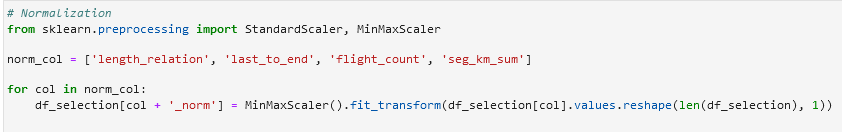 # Normalization
from sklearn.preprocessing import StandardScaler, MinMaxScaler
norm_col = ['length_relation', 'last_to_end', 'flight_count', 'seg_km_sum']
for col in norm_col:
    df_selection[col + '_norm'] = MinMaxScaler().fit_transform(df_selection[col].values.reshape(len(df_selection), 1))